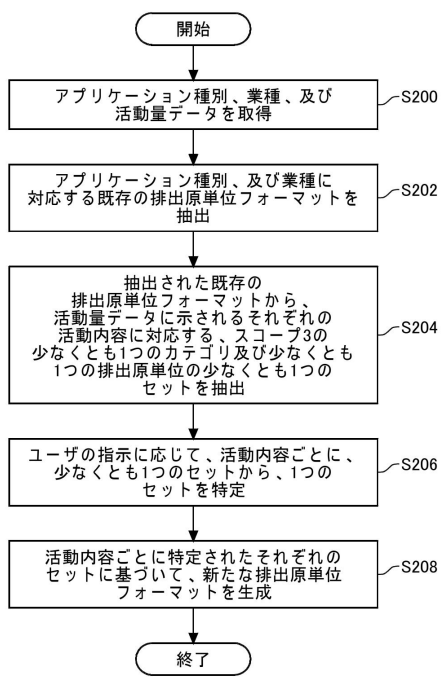 開始
アプリケーション種別、業種、及び
活動量データを取得
S200
アプリケーション種別、及び業種に
対応する既存の排出原単位フォーマットを
抽出
S202
抽出された既存の
排出原単位フォーマットから、
活動量データに示されるそれぞれの
活動内容に対応する、スコープ3の
少なくとも1つのカテゴリ及び少なくとも
1つの排出原単位の少なくとも1つの
セットを抽出
S204
ユーザの指示に応じて、活動内容ごとに、
少なくとも1つのセットから、1つの
セットを特定
S206
活動内容ごとに特定されたそれぞれの
セットに基づいて、新たな排出原単位
フォーマットを生成
S208
終了